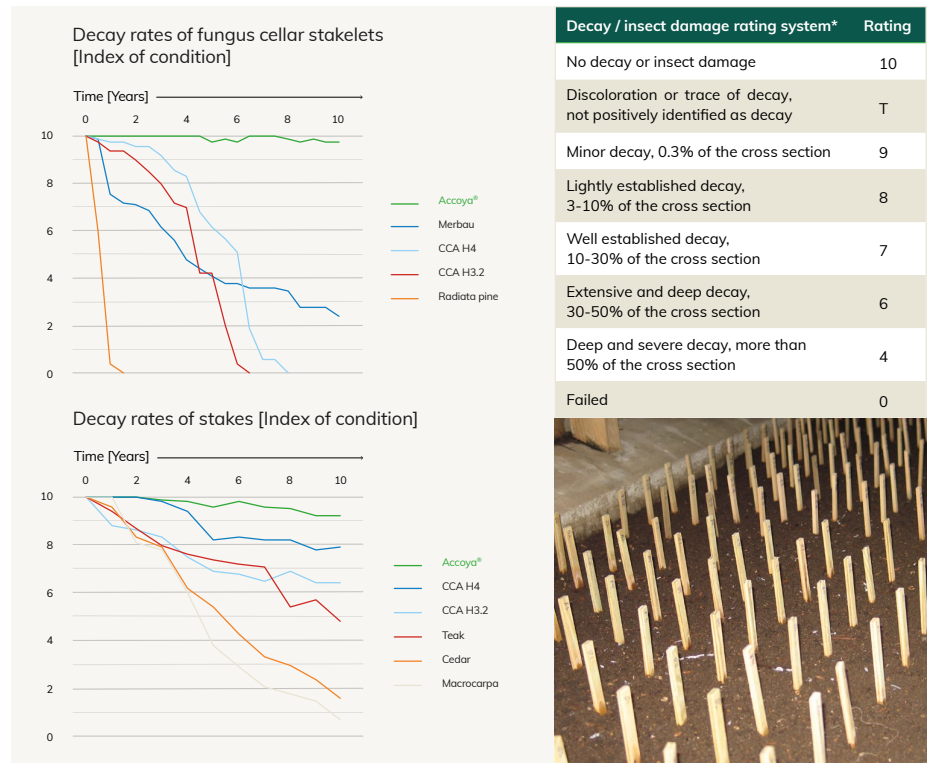 Decay rates of fungus cellar stakelets
[Index of condition]
Time [Years]
0 2 4 6 8 10
10
8
6
4
2
0
Accoya®
Merbau
CCA H4
CCA H3.2
Radiata pine
Decay rates of stakes [Index of condition]
Time [Years]
0 2 4 6 8 10
10
8
6
4
2
0
Accoya®
CCA H4
CCA H3.2
Teak
Cedar
Macrocarpa
Decay / insect damage rating system* Rating
No decay or insect damage 10
Discoloration or trace of decay,
not positively identified as decay T
Minor decay, 0.3% of the cross section 9
Lightly established decay,
3-10% of the cross section 8
Well established decay,
10-30% of the cross section 7
Extensive and deep decay,
30-50% of the cross section 6
Deep and severe decay, more than
50% of the cross section 4
Failed 0